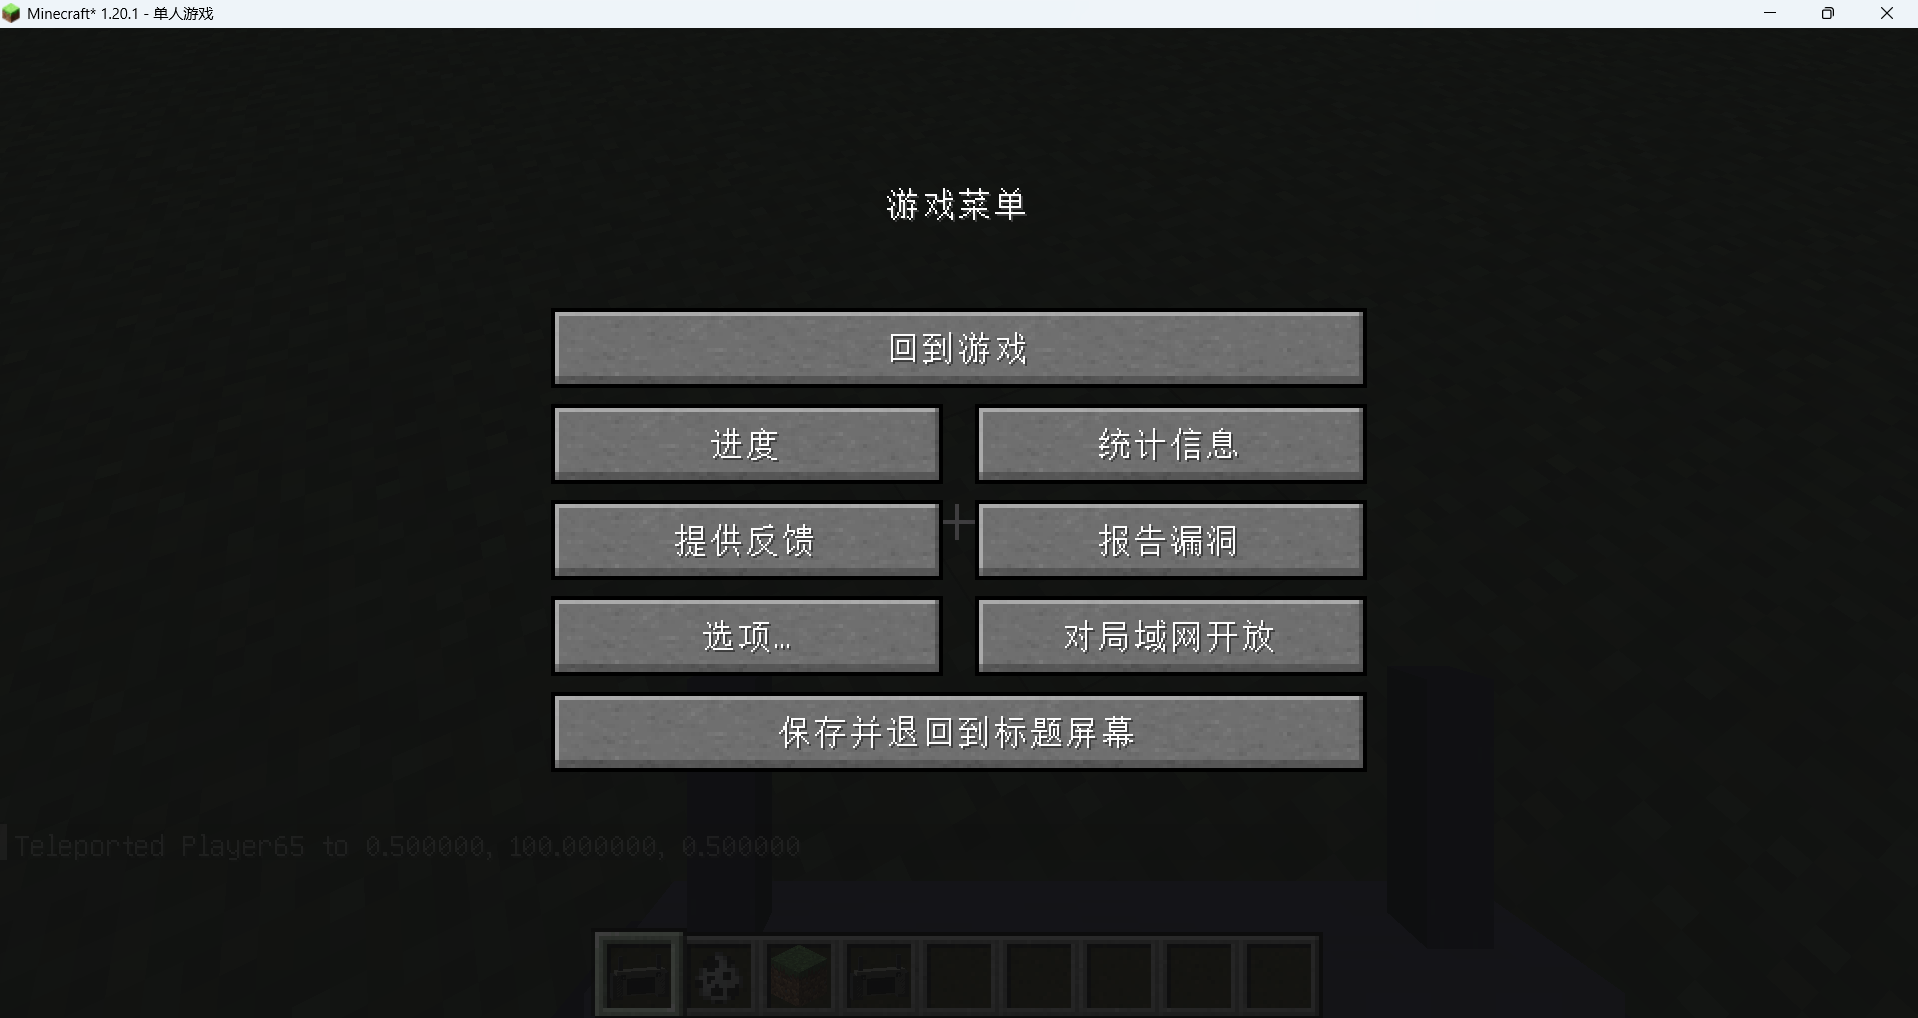 Minecraft* 1.20.1 - 单人游戏
游戏菜单
回到游戏
进度
统计信息
提供反馈
报告漏洞
选项...
对局域网开放
保存并退回到标题屏幕
Teleported Player65 to 0.500000, 100.000000, 0.500000